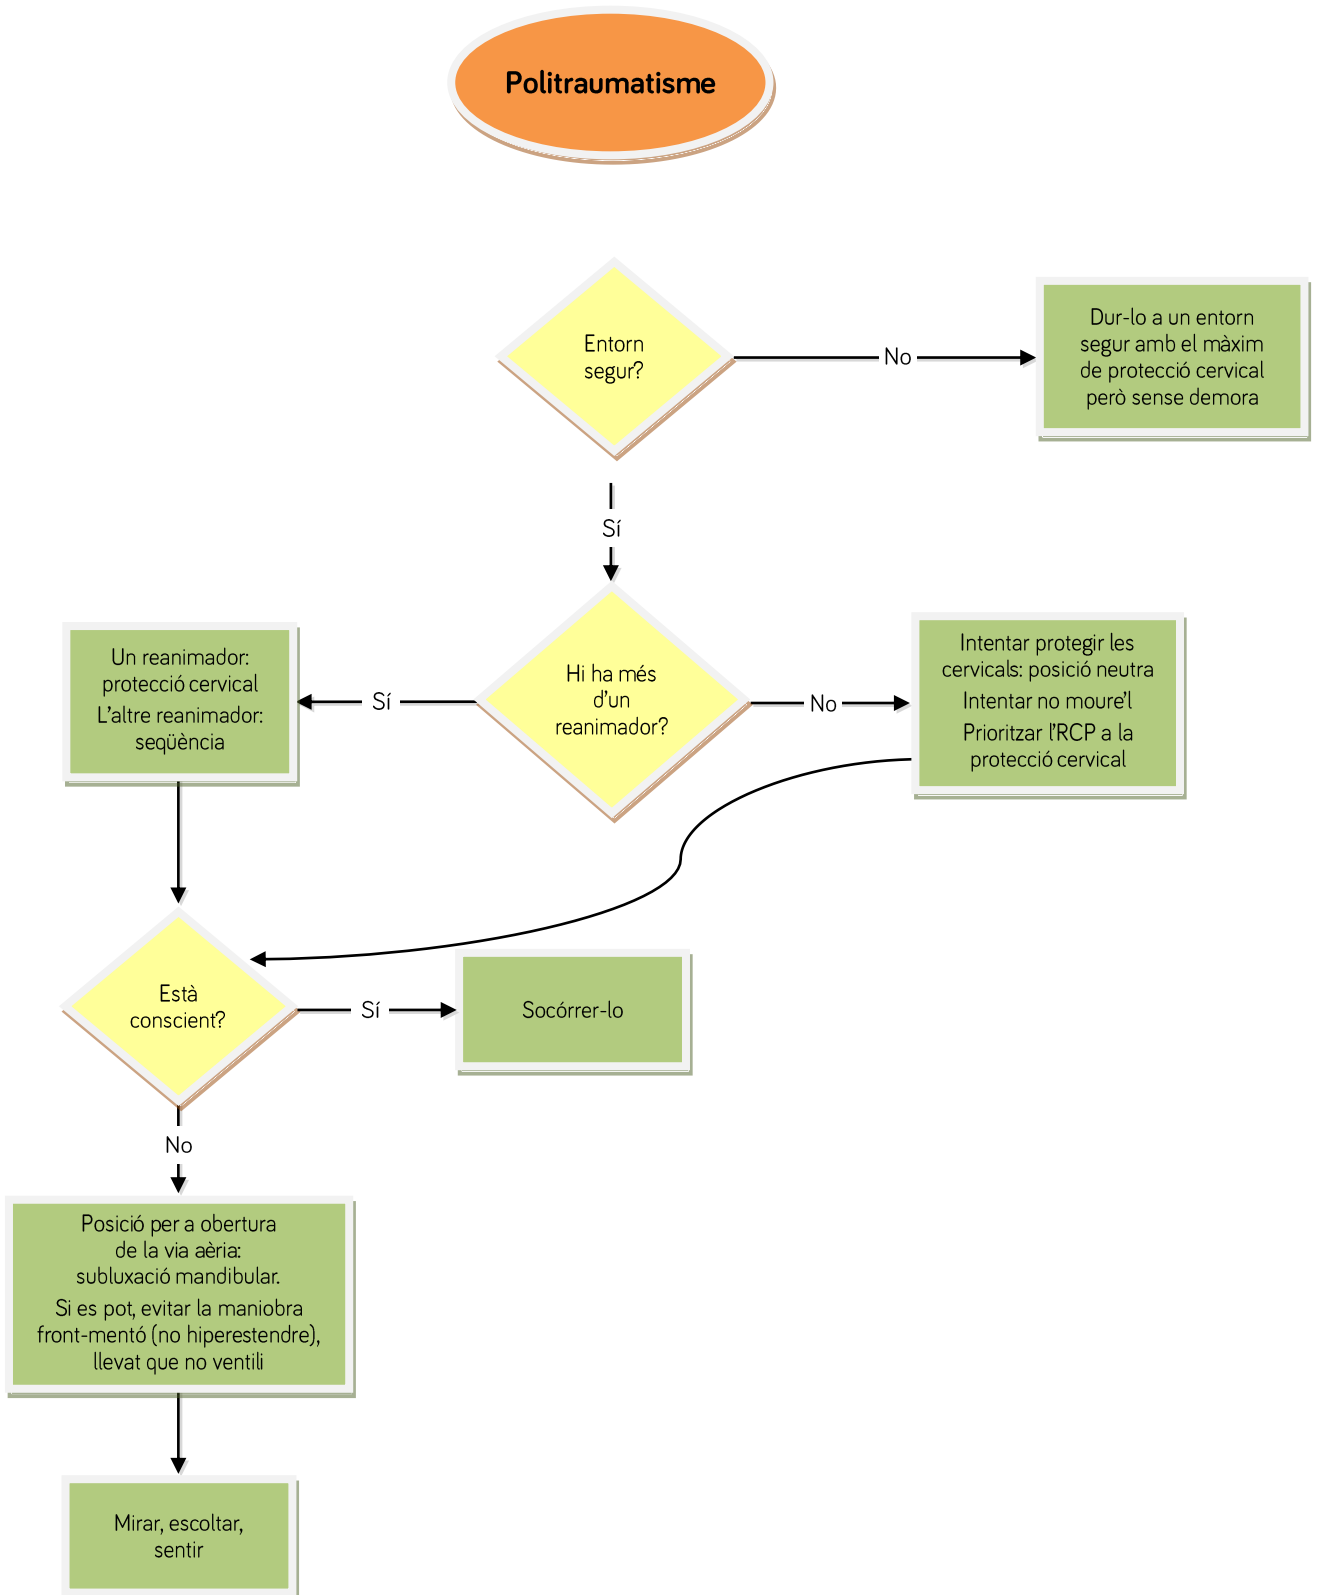 Politraumatisme
Entorn
segur?
No
Dur-lo a un entorn
segur amb el màxim
de protecció cervical
però sense demora
Sí
Hi ha més
d’un
reanimador?
Sí
Un reanimador:
protecció cervical
L’altre reanimador:
seqüència
No
Intentar protegir les
cervicals: posició neutra
Intentar no moure’l
Prioritzar l’RCP a la
protecció cervical
Està
conscient?
Sí
Socórrer-lo
No
Posició per a obertura
de la via aèria:
subluxació mandibular.
Si es pot, evitar la maniobra
front-mentó (no hiperestendre),
llevat que no ventili
Mirar, escoltar,
sentir